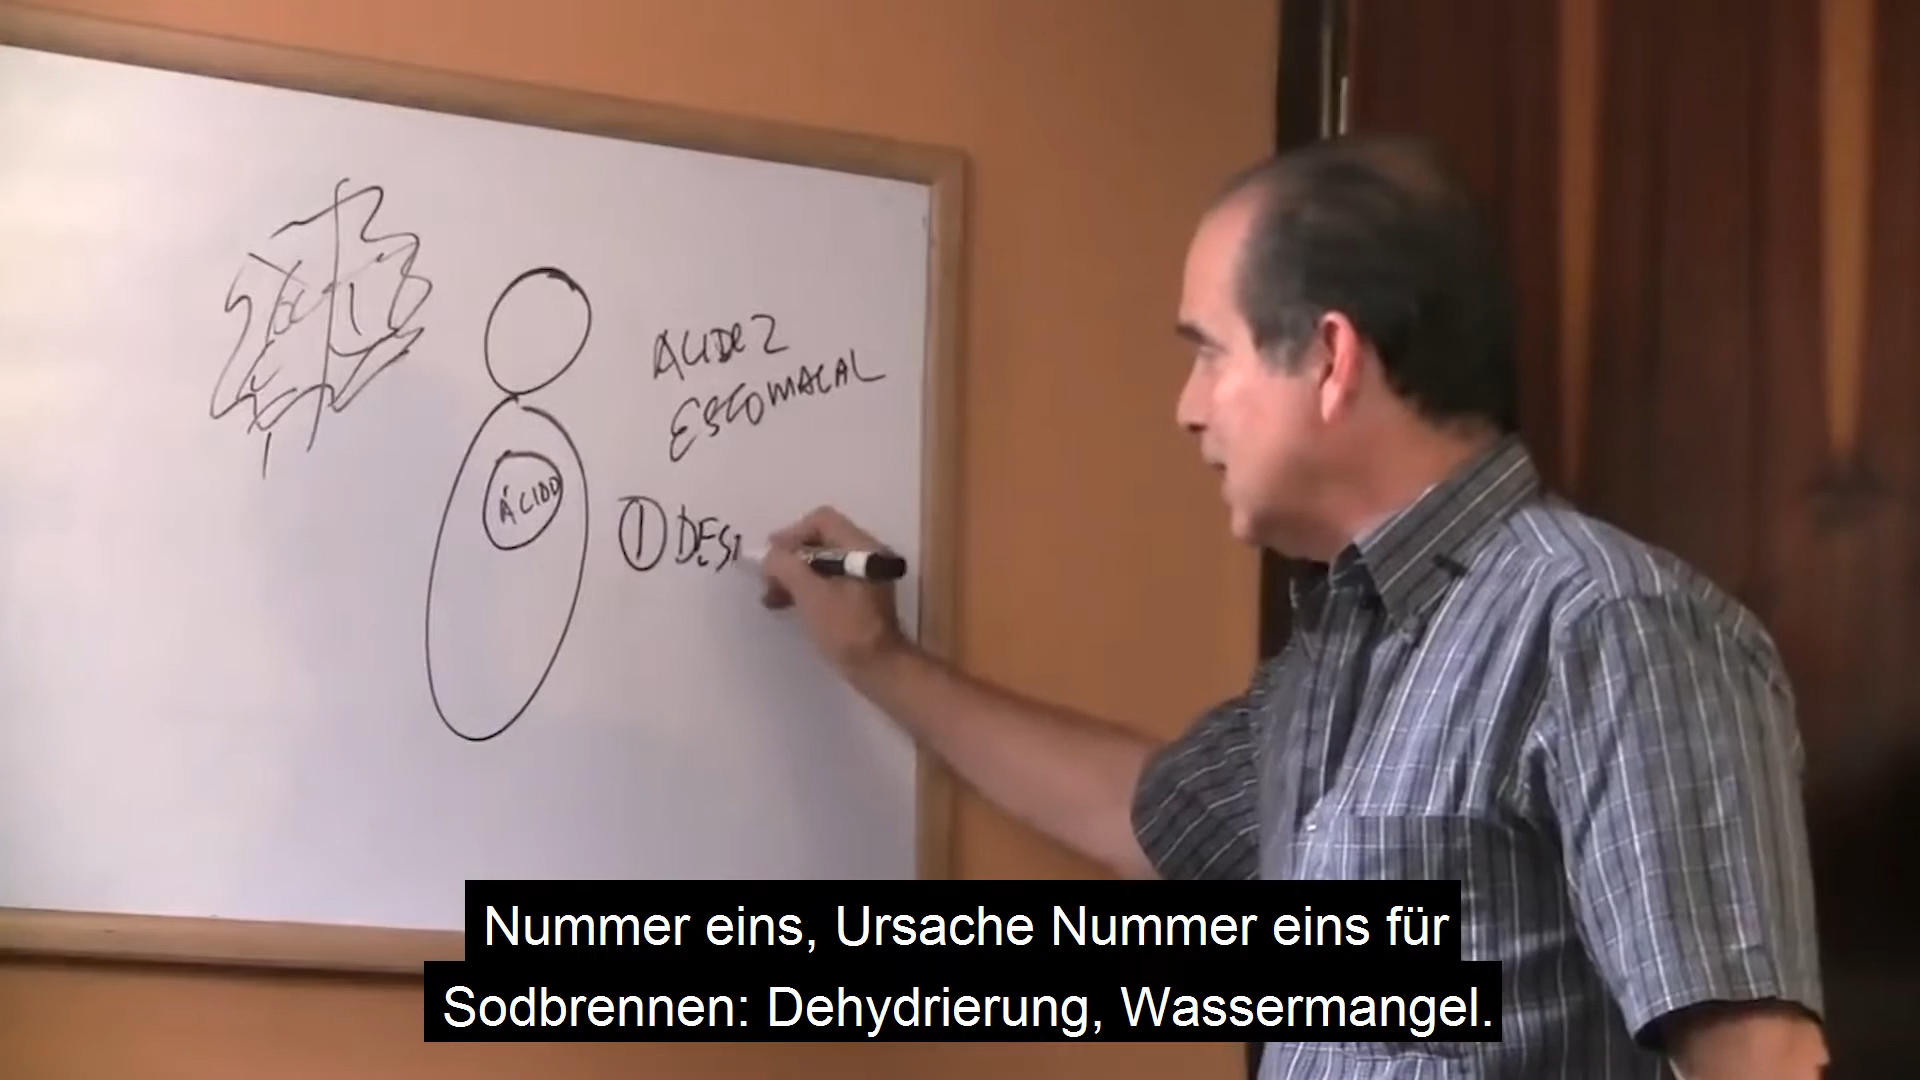 ACIDEZ
ESTOMACAL
ÁCIDO
① DES
Nummer eins, Ursache Nummer eins für
Sodbrennen: Dehydrierung, Wassermangel.